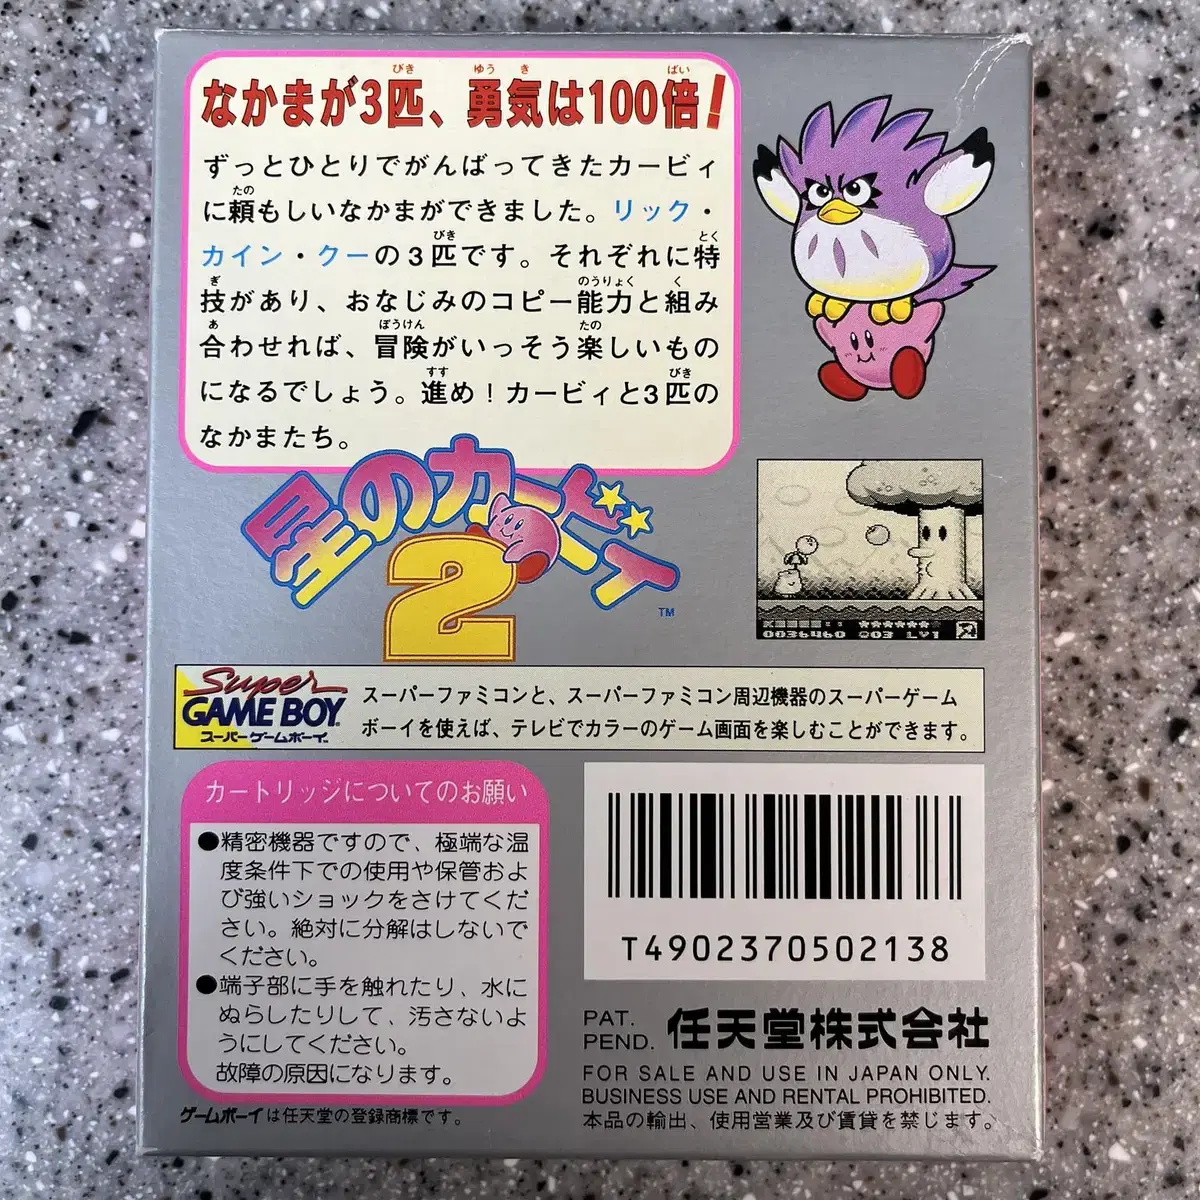 なかまが3匹、勇気は100倍!
ずっとひとりでがんばってきたカービィ
に頼もしいなかまができました。リック・
カイン・クーの3匹です。それぞれに特
技があり、おなじみのコピー能力と組み
合わせれば、冒険がいっそう楽しいもの
になるでしょう。進め!カービィと3匹の
なかまたち。
星のカービィ
2
TM
0036460 03 LV1
Super
GAME BOY
スーパーゲームボーイ
スーパーファミコンと、スーパーファミコン周辺機器のスーパーゲーム
ボーイを使えば、テレビでカラーのゲーム画面を楽しむことができます。
カートリッジについてのお願い
●精密機器ですので、極端な温
度条件下での使用や保管およ
び強いショックをさけてくだ
さい。絶対に分解はしないで
ください。
●端子部に手を触れたり、水に
ぬらしたりして、汚さないよ
うにしてください。
故障の原因になります。
ゲームボーイは任天堂の登録商標です。
T4902370502138
PAT.
PEND. 任天堂株式会社
FOR SALE AND USE IN JAPAN ONLY.
BUSINESS USE AND RENTAL PROHIBITED.
本品の輸出、使用営業及び賃貸を禁じます。